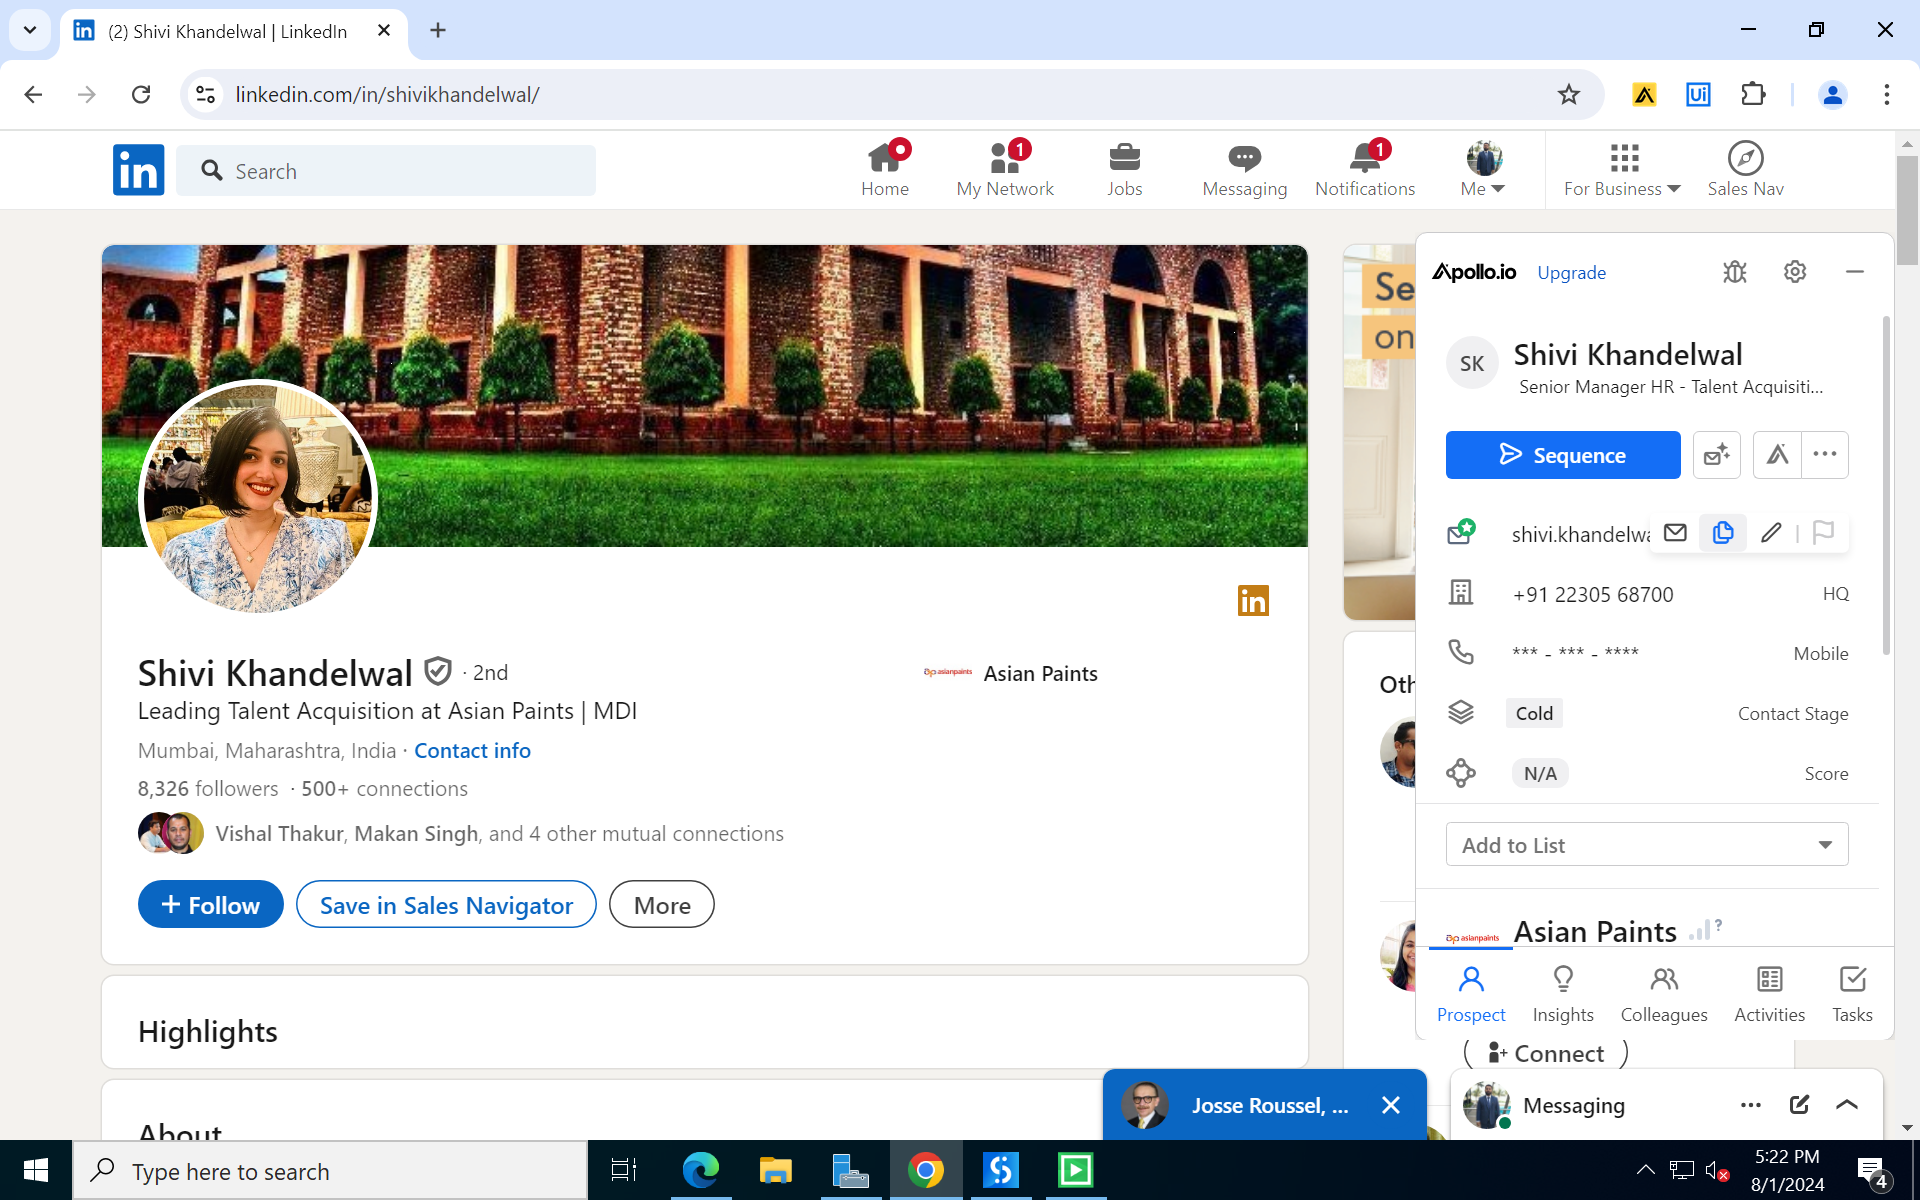 (2) Shivi Khandelwal | LinkedIn
linkedin.com/in/shivikhandelwal/
Ui
in
Search
Home
1
My Network
Jobs
Messaging
1
Notifications
Me
For Business
Sales Nav
Se
on
Apollo.io
Upgrade
SK
Shivi Khandelwal
Senior Manager HR - Talent Acquisiti...
Sequence
shivi.khandelwa
+91 22305 68700
HQ
*** - *** - ****
Mobile
Cold
Contact Stage
N/A
Score
Add to List
asianpaints
Asian Paints
?
Prospect
Insights
Colleagues
Activities
Tasks
in
Shivi Khandelwal · 2nd
asianpaints
Asian Paints
Leading Talent Acquisition at Asian Paints | MDI
Mumbai, Maharashtra, India · Contact info
8,326 followers · 500+ connections
Vishal Thakur, Makan Singh, and 4 other mutual connections
+ Follow
Save in Sales Navigator
More
Highlights
About
Oth
Connect
Josse Roussel, ...
Messaging
Type here to search
5:22 PM
8/1/2024
4